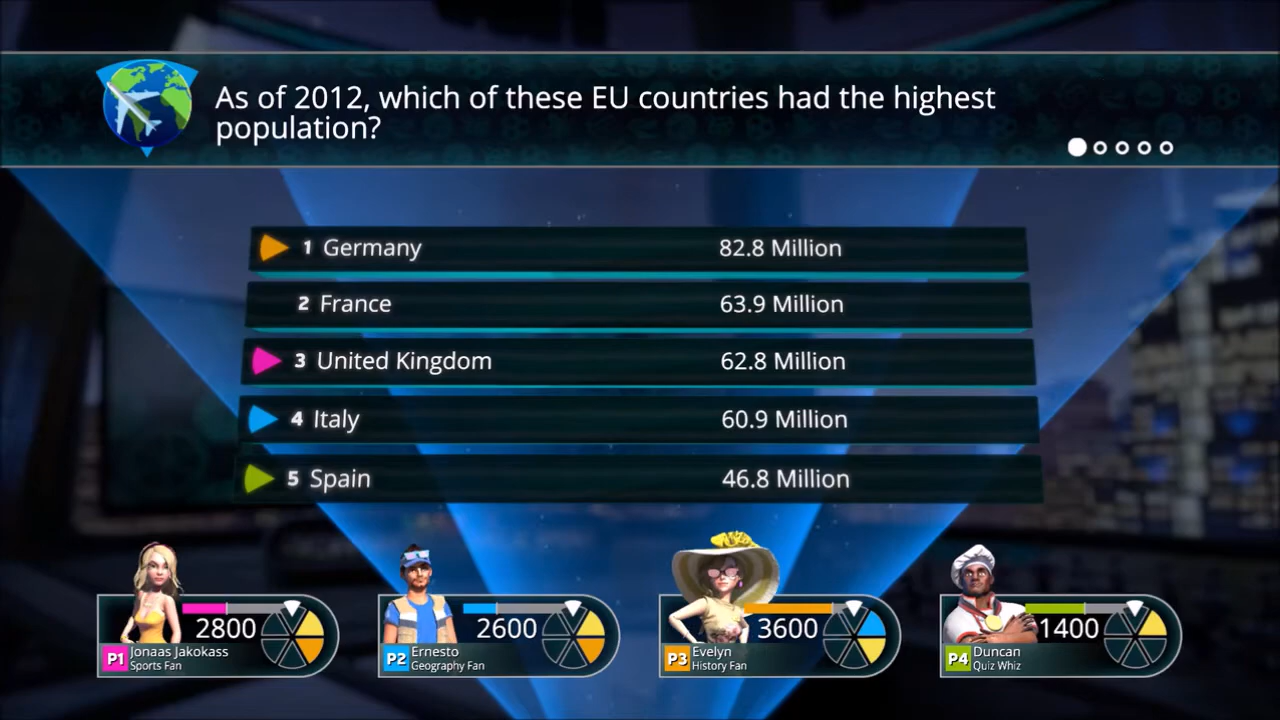 As of 2012, which of these EU countries had the highest
population?
1 Germany 82.8 Million
2 France 63.9 Million
3 United Kingdom 62.8 Million
4 Italy 60.9 Million
5 Spain 46.8 Million
2800
P1 Jonaas Jakokass
Sports Fan
2600
P2 Ernesto
Geography Fan
3600
P3 Evelyn
History Fan
1400
P4 Duncan
Quiz Whiz